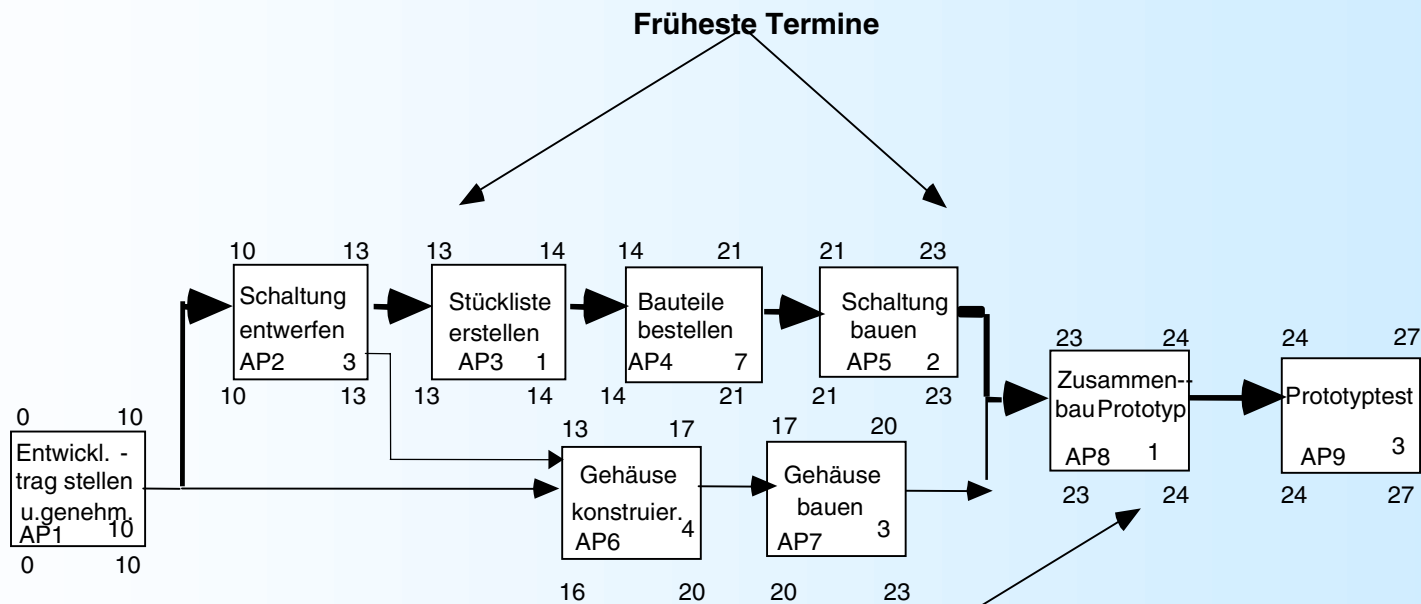 Früheste Termine
10 13 13 14 14 21 21 23
Schaltung
entwerfen
AP2 3
Stückliste
erstellen
AP3 1
Bauteile
bestellen
AP4 7
Schaltung
bauen
AP5 2
10 13 13 14 14 21 21 23
23 24 24 27
Zusammen--
bau Prototyp
AP8 1
Prototyptest
AP9 3
23 24 24 27
0 10
Entwickl. -
trag stellen
u.genehm.
AP1 10
0 10
13 17 17 20
Gehäuse
konstruier.
AP6 4
Gehäuse
bauen
AP7 3
16 20 20 23